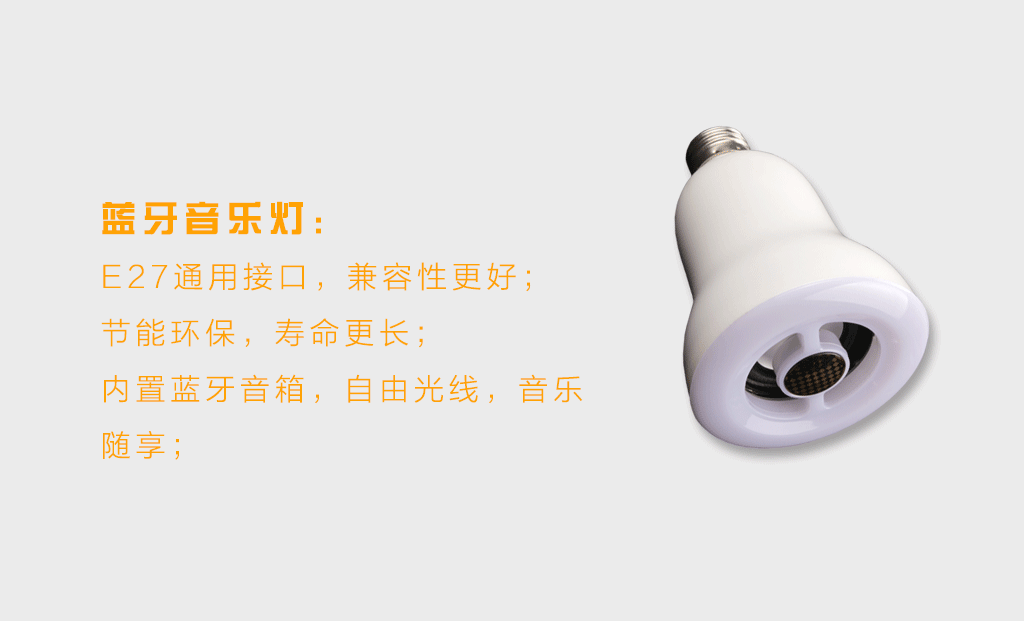 蓝牙音乐灯：
E27通用接口，兼容性更好；
节能环保，寿命更长；
内置蓝牙音箱，自由光线，音乐
随享；